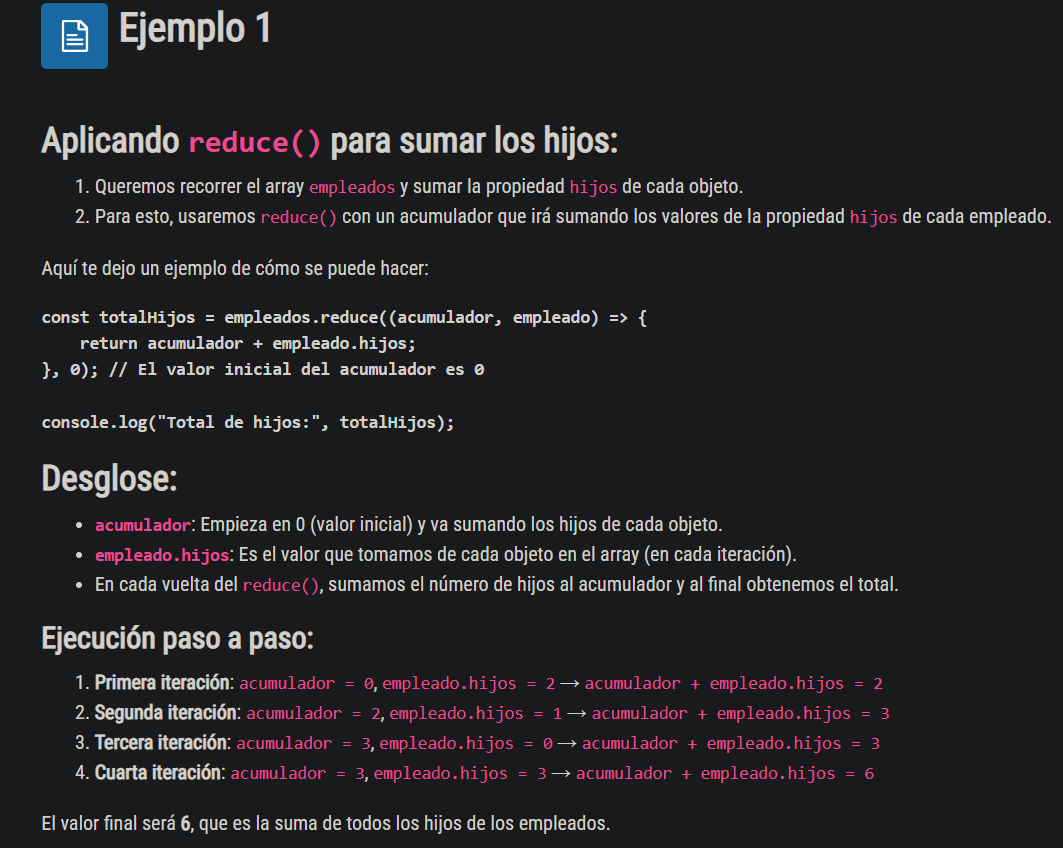 Ejemplo 1
Aplicando reduce() para sumar los hijos:
1. Queremos recorrer el array empleados y sumar la propiedad hijos de cada objeto.
2. Para esto, usaremos reduce() con un acumulador que irá sumando los valores de la propiedad hijos de cada empleado.
Aquí te dejo un ejemplo de cómo se puede hacer:
const totalHijos = empleados.reduce((acumulador, empleado) => {
    return acumulador + empleado.hijos;
}, 0); // El valor inicial del acumulador es 0
console.log("Total de hijos:", totalHijos);
Desglose:
• acumulador: Empieza en 0 (valor inicial) y va sumando los hijos de cada objeto.
• empleado.hijos: Es el valor que tomamos de cada objeto en el array (en cada iteración).
• En cada vuelta del reduce(), sumamos el número de hijos al acumulador y al final obtenemos el total.
Ejecución paso a paso:
1. Primera iteración: acumulador = 0, empleado.hijos = 2 → acumulador + empleado.hijos = 2
2. Segunda iteración: acumulador = 2, empleado.hijos = 1 → acumulador + empleado.hijos = 3
3. Tercera iteración: acumulador = 3, empleado.hijos = 0 → acumulador + empleado.hijos = 3
4. Cuarta iteración: acumulador = 3, empleado.hijos = 3 → acumulador + empleado.hijos = 6
El valor final será 6, que es la suma de todos los hijos de los empleados.